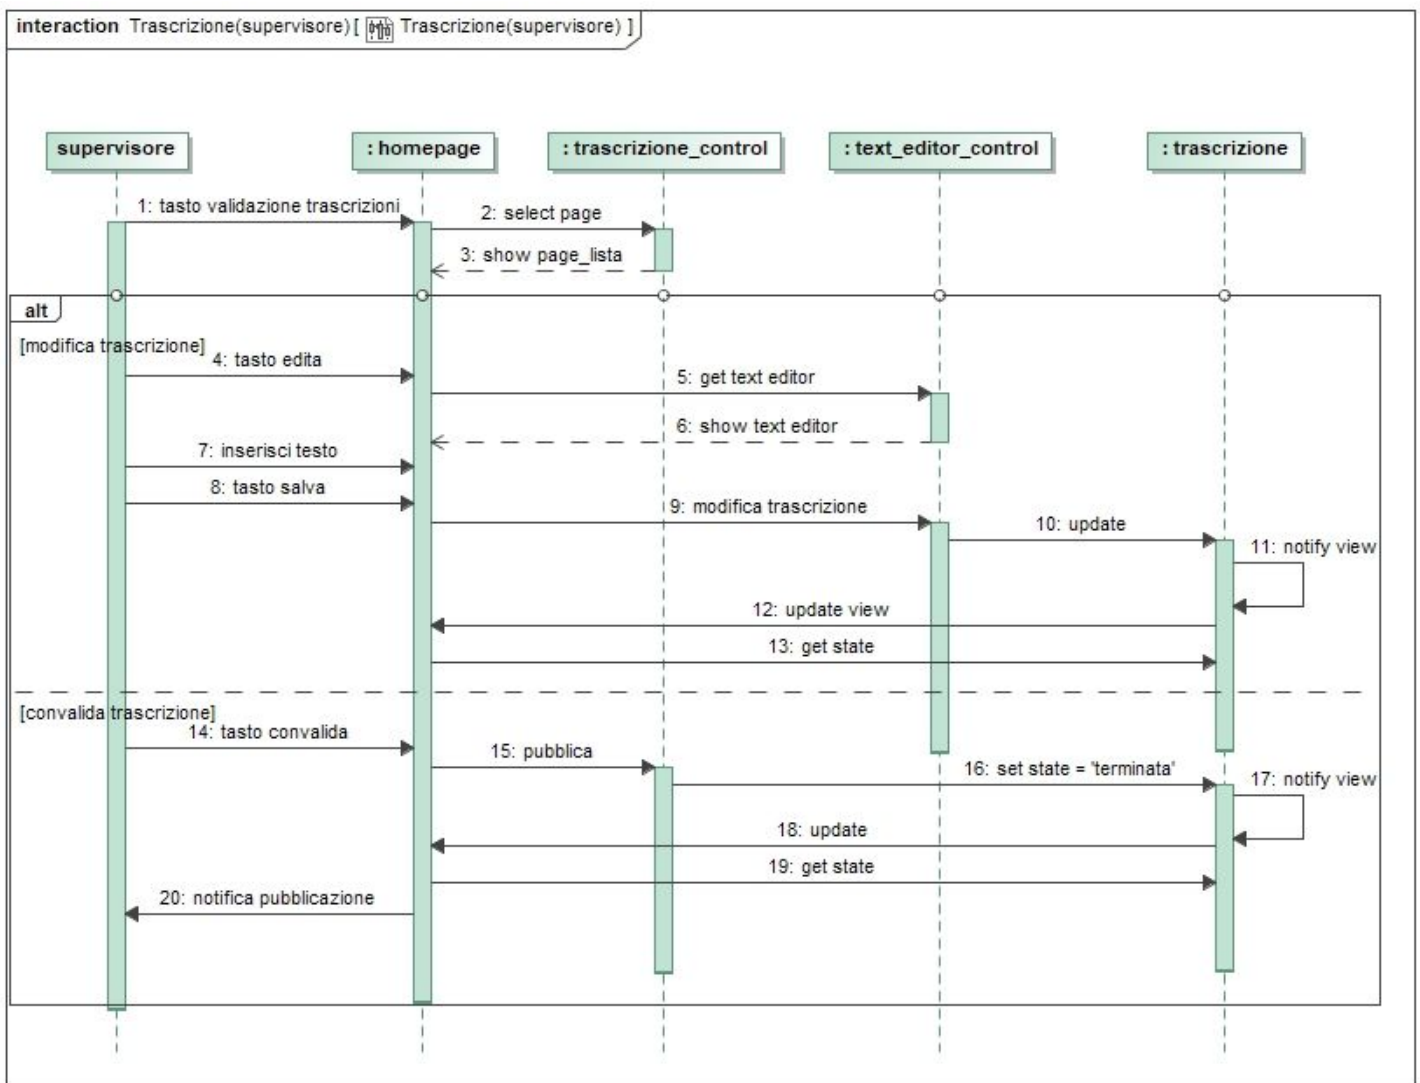 interaction Trascrizione(supervisore)[ Trascrizione(supervisore) ]
supervisore
: homepage
: trascrizione_control
: text_editor_control
: trascrizione
1: tasto validazione trascrizioni
2: select page
3: show page_lista
alt
[modifica trascrizione]
4: tasto edita
5: get text editor
6: show text editor
7: inserisci testo
8: tasto salva
9: modifica trascrizione
10: update
11: notify view
12: update view
13: get state
[convalida trascrizione]
14: tasto convalida
15: pubblica
16: set state = 'terminata'
17: notify view
18: update
19: get state
20: notifica pubblicazione